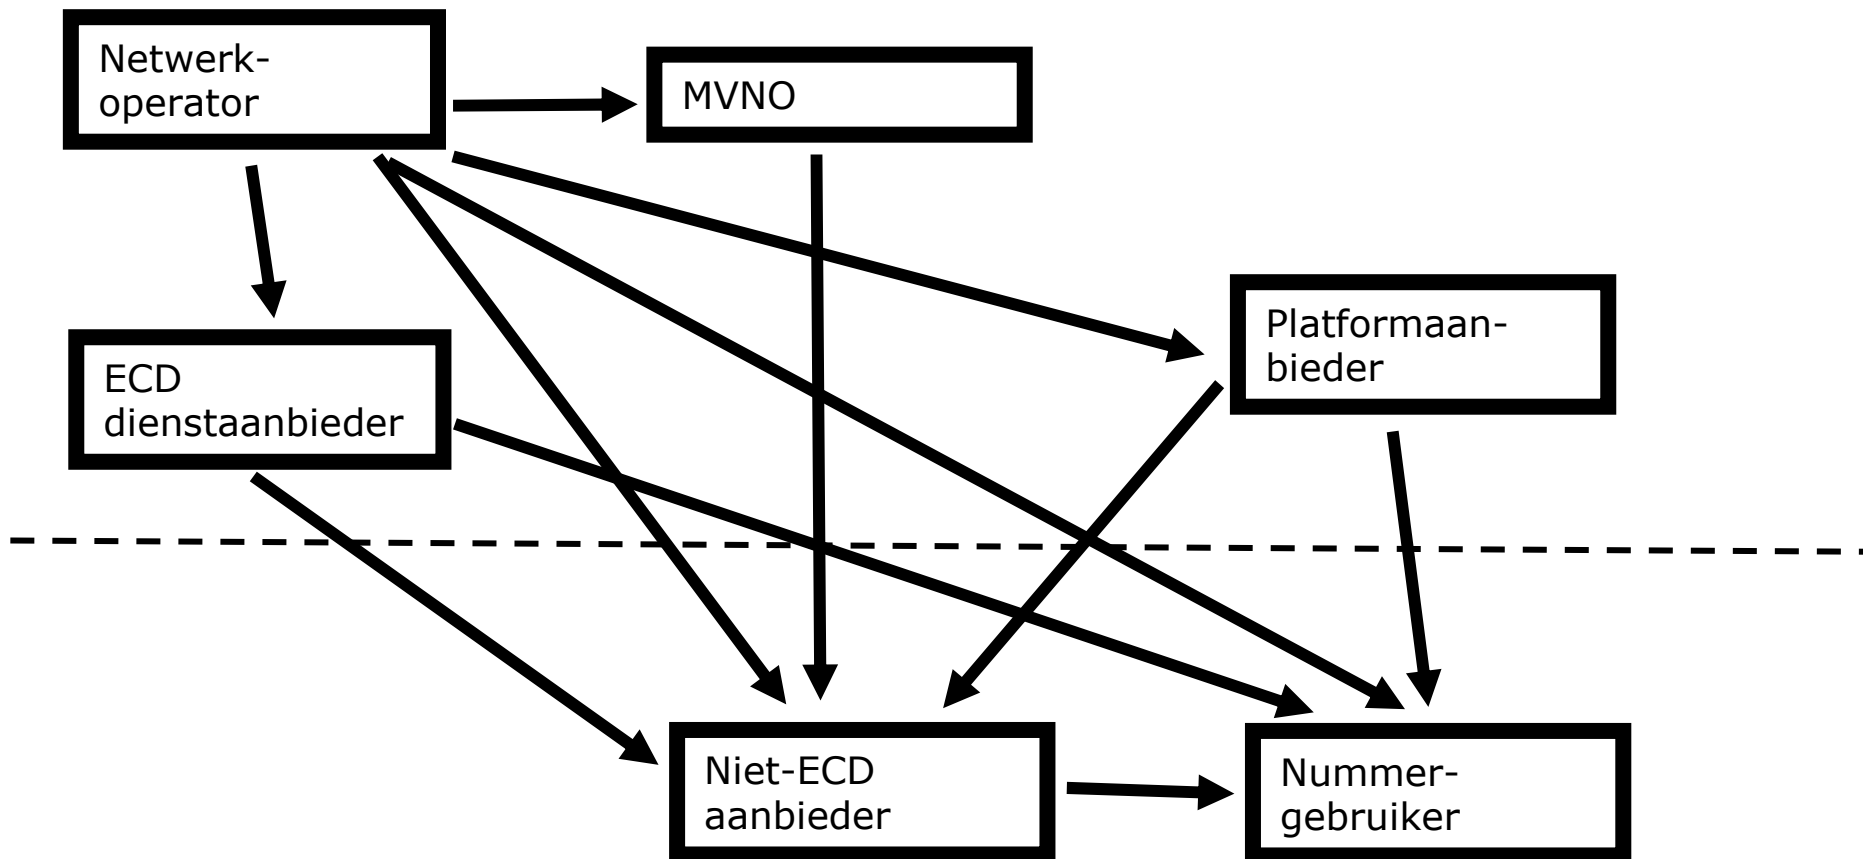 Netwerk-
operator
MVNO
Platformaan-
bieder
ECD
dienstaanbieder
Niet-ECD
aanbieder
Nummer-
gebruiker